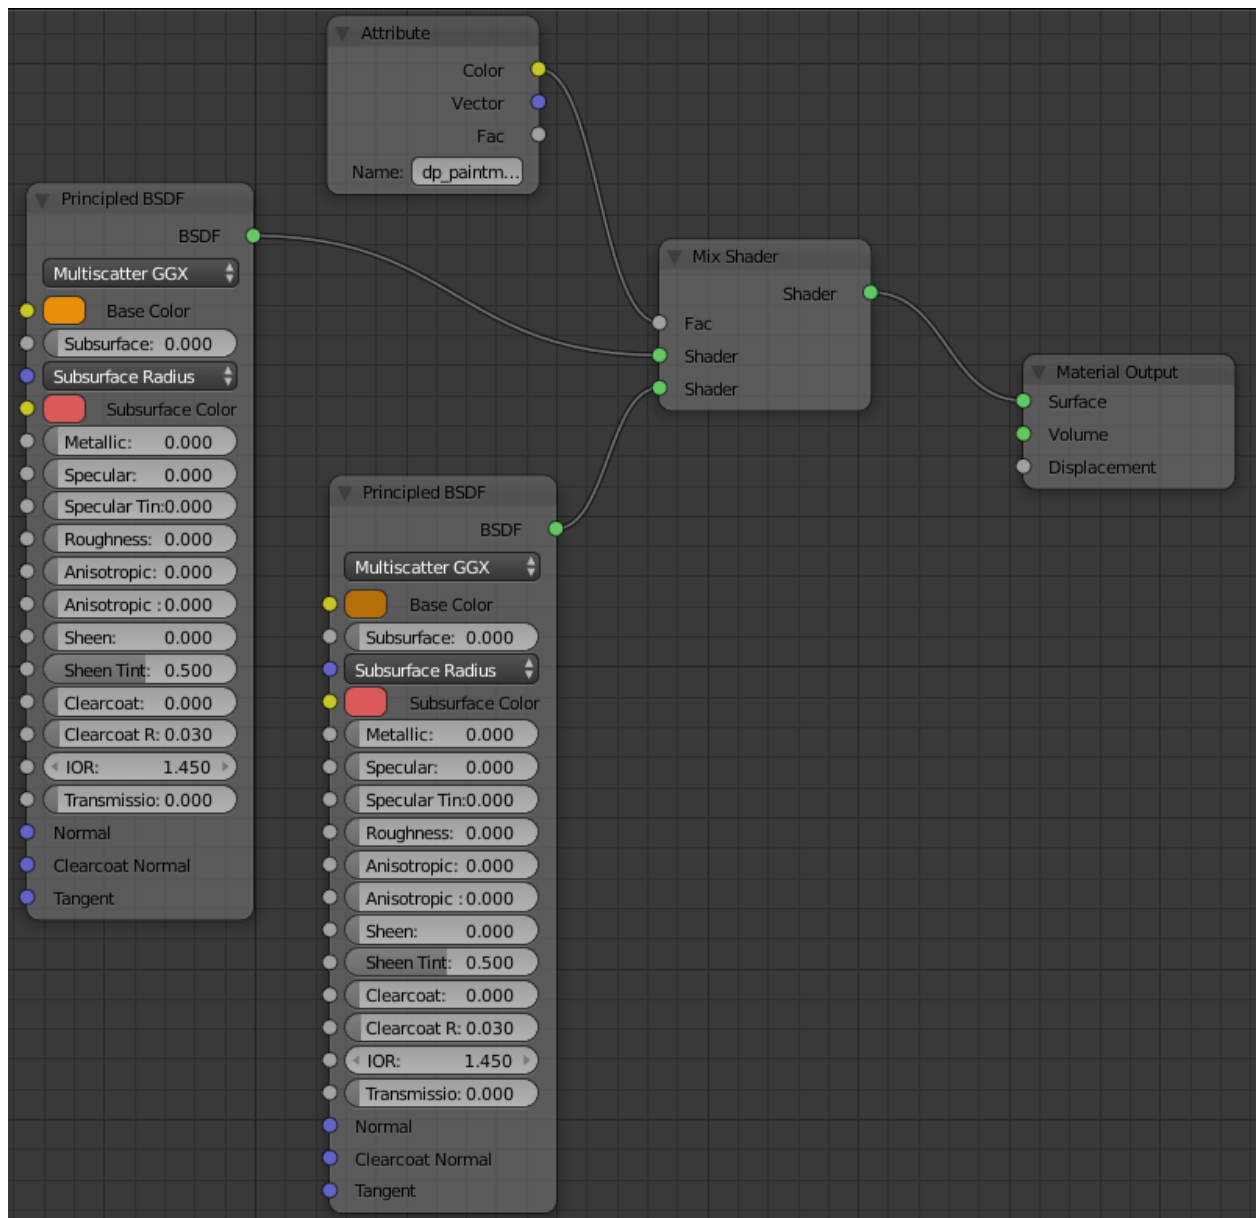 Attribute
Color
Vector
Fac
Name: dp_paintm...
Principled BSDF
BSDF
Multiscatter GGX
Base Color
Subsurface: 0.000
Subsurface Radius
Subsurface Color
Metallic: 0.000
Specular: 0.000
Specular Tin:0.000
Roughness: 0.000
Anisotropic: 0.000
Anisotropic : 0.000
Sheen: 0.000
Sheen Tint: 0.500
Clearcoat: 0.000
Clearcoat R: 0.030
IOR: 1.450
Transmissio: 0.000
Normal
Clearcoat Normal
Tangent
Mix Shader
Shader
Fac
Shader
Shader
Material Output
Surface
Volume
Displacement
Principled BSDF
BSDF
Multiscatter GGX
Base Color
Subsurface: 0.000
Subsurface Radius
Subsurface Color
Metallic: 0.000
Specular: 0.000
Specular Tin:0.000
Roughness: 0.000
Anisotropic: 0.000
Anisotropic : 0.000
Sheen: 0.000
Sheen Tint: 0.500
Clearcoat: 0.000
Clearcoat R: 0.030
IOR: 1.450
Transmissio: 0.000
Normal
Clearcoat Normal
Tangent